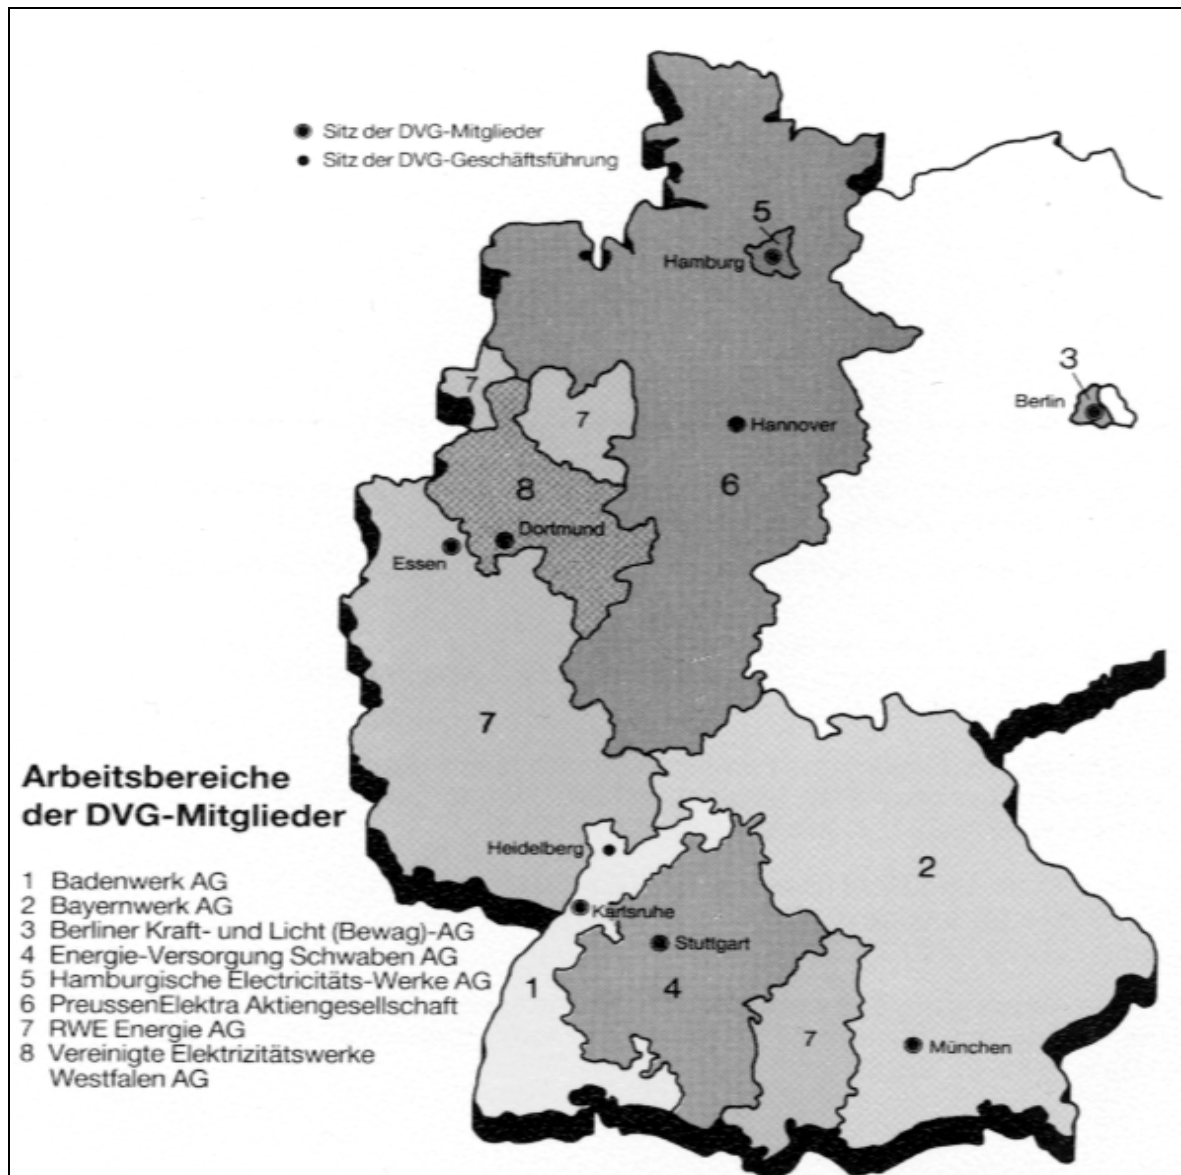 Sitz der DVG-Mitglieder
Sitz der DVG-Geschäftsführung
5
Hamburg
3
Berlin
7
7
Hannover
8
6
Dortmund
Essen
7
Arbeitsbereiche
der DVG-Mitglieder
Heidelberg
2
1 Badenwerk AG
2 Bayernwerk AG
3 Berliner Kraft- und Licht (Bewag)-AG
4 Energie-Versorgung Schwaben AG
5 Hamburgische Electricitäts-Werke AG
6 PreussenElektra Aktiengesellschaft
7 RWE Energie AG
8 Vereinigte Elektrizitätswerke
Westfalen AG
Karlsruhe
Stuttgart
1
4
7
München